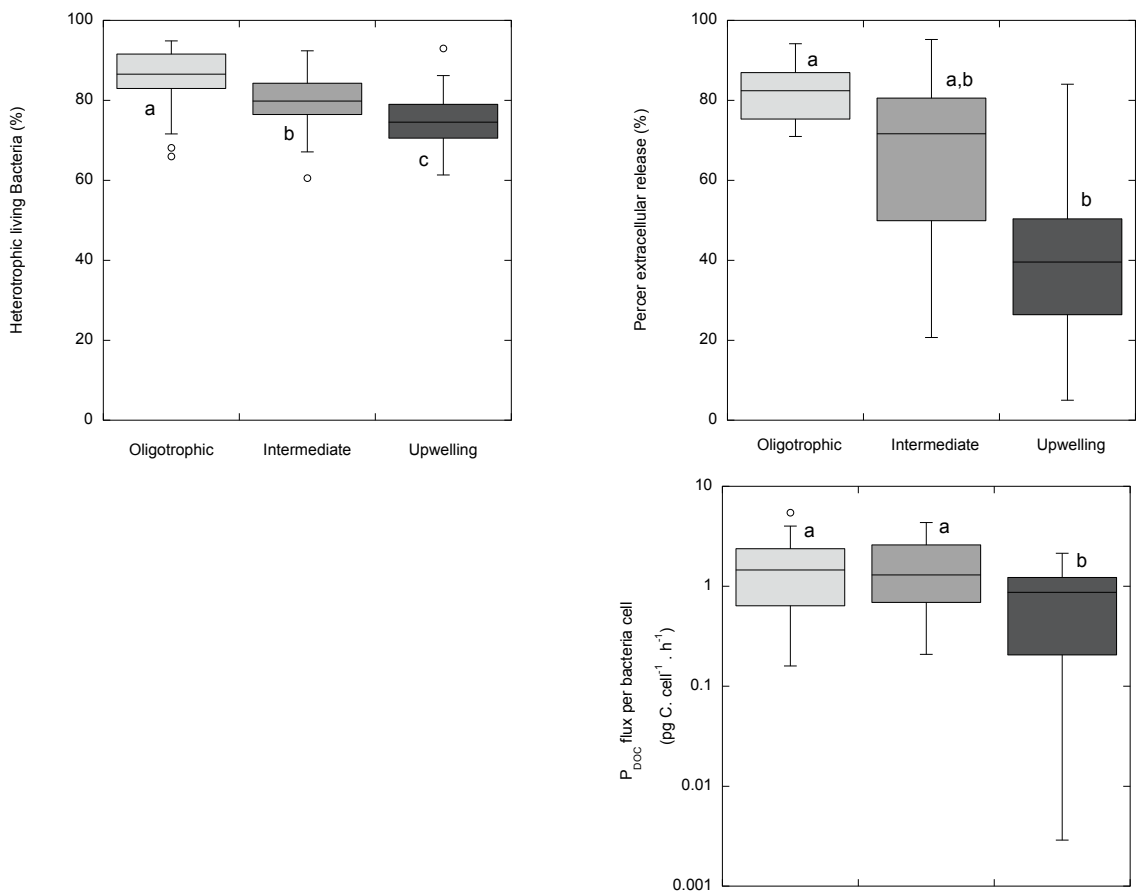 100
80
60
40
20
0
Heterotrophic living Bacteria (%)
a
b
c
Oligotrophic
Intermediate
Upwelling
100
80
60
40
20
0
Percer extracellular release (%)
a
a,b
b
Oligotrophic
Intermediate
Upwelling
10
1
0.1
0.01
0.001
P_DOC flux per bacteria cell
(pg C. cell⁻¹ . h⁻¹)
a
a
b